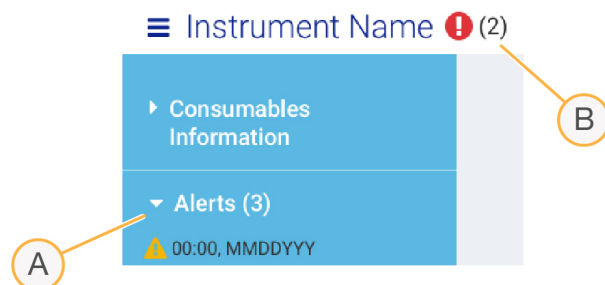 Instrument Name (2)
Consumables
Information
B
Alerts (3)
00:00, MMDDYYY
A